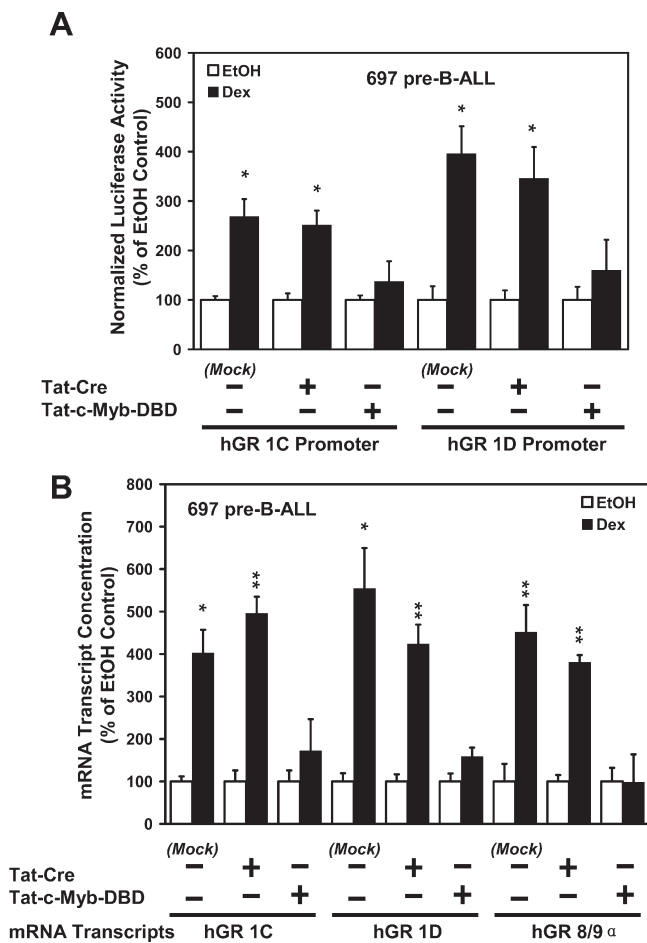 A
Normalized Luciferase Activity
(% of EtOH Control)
600
500
400
300
200
100
0
EtOH
Dex
697 pre-B-ALL
* * * *
(Mock) (Mock)
Tat-Cre − + − − + −
Tat-c-Myb-DBD − − + − − +
hGR 1C Promoter hGR 1D Promoter
B
mRNA Transcript Concentration
(% of EtOH Control)
800
700
600
500
400
300
200
100
0
697 pre-B-ALL
EtOH
Dex
* ** * ** ** **
(Mock) (Mock) (Mock)
Tat-Cre − + − − + − − + −
Tat-c-Myb-DBD − − + − − + − − +
mRNA Transcripts hGR 1C hGR 1D hGR 8/9 α